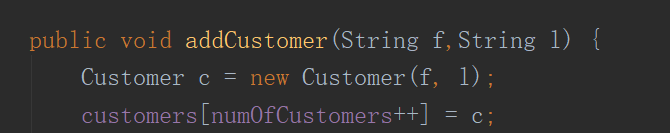 public void addCustomer(String f,String l) {
Customer c = new Customer(f, l);
customers[numOfCustomers++] = c;